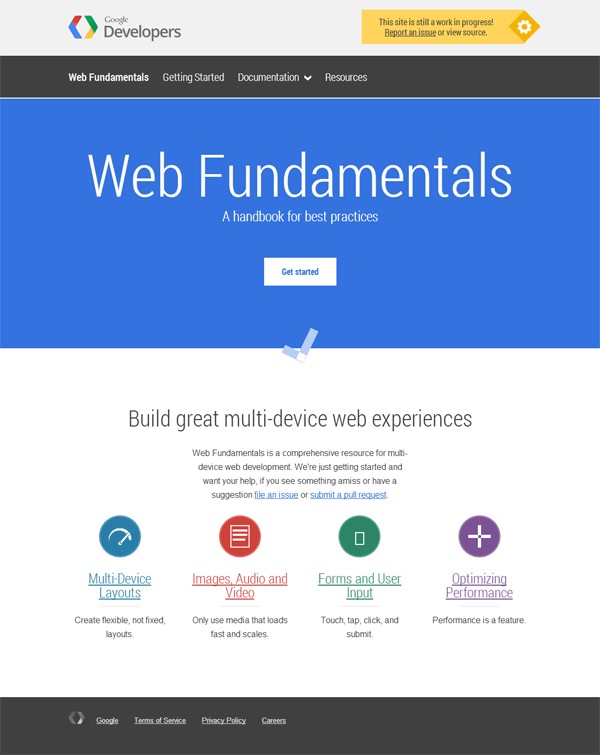 Google
Developers
This site is still a work in progress!
Report an issue or view source.
Web Fundamentals Getting Started Documentation Resources
Web Fundamentals
A handbook for best practices
Get started
Build great multi-device web experiences
Web Fundamentals is a comprehensive resource for multi-
device web development. We're just getting started and
want your help, if you see something amiss or have a
suggestion file an issue or submit a pull request.
Multi-Device
Layouts
Create flexible, not fixed,
layouts.
Images, Audio and
Video
Only use media that loads
fast and scales.
Forms and User
Input
Touch, tap, click, and
submit.
Optimizing
Performance
Performance is a feature.
Google Terms of Service Privacy Policy Careers